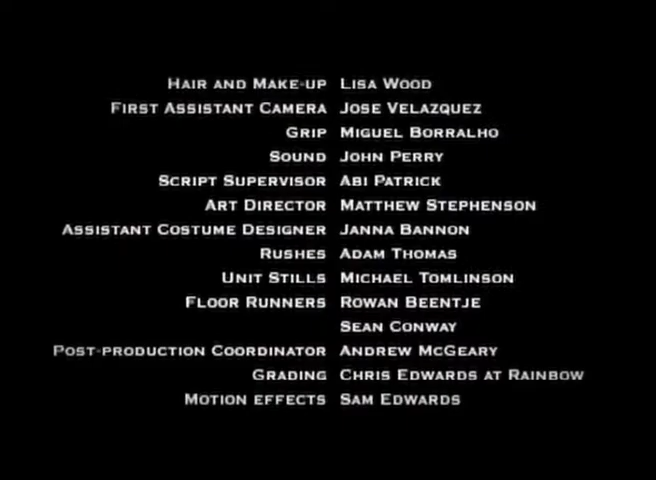 Hair and Make-up Lisa Wood
First Assistant Camera Jose Velazquez
Grip Miguel Borralho
Sound John Perry
Script Supervisor Abi Patrick
Art Director Matthew Stephenson
Assistant Costume Designer Janna Bannon
Rushes Adam Thomas
Unit Stills Michael Tomlinson
Floor Runners Rowan Beentje
Sean Conway
Post-production Coordinator Andrew McGeary
Grading Chris Edwards at Rainbow
Motion effects Sam Edwards